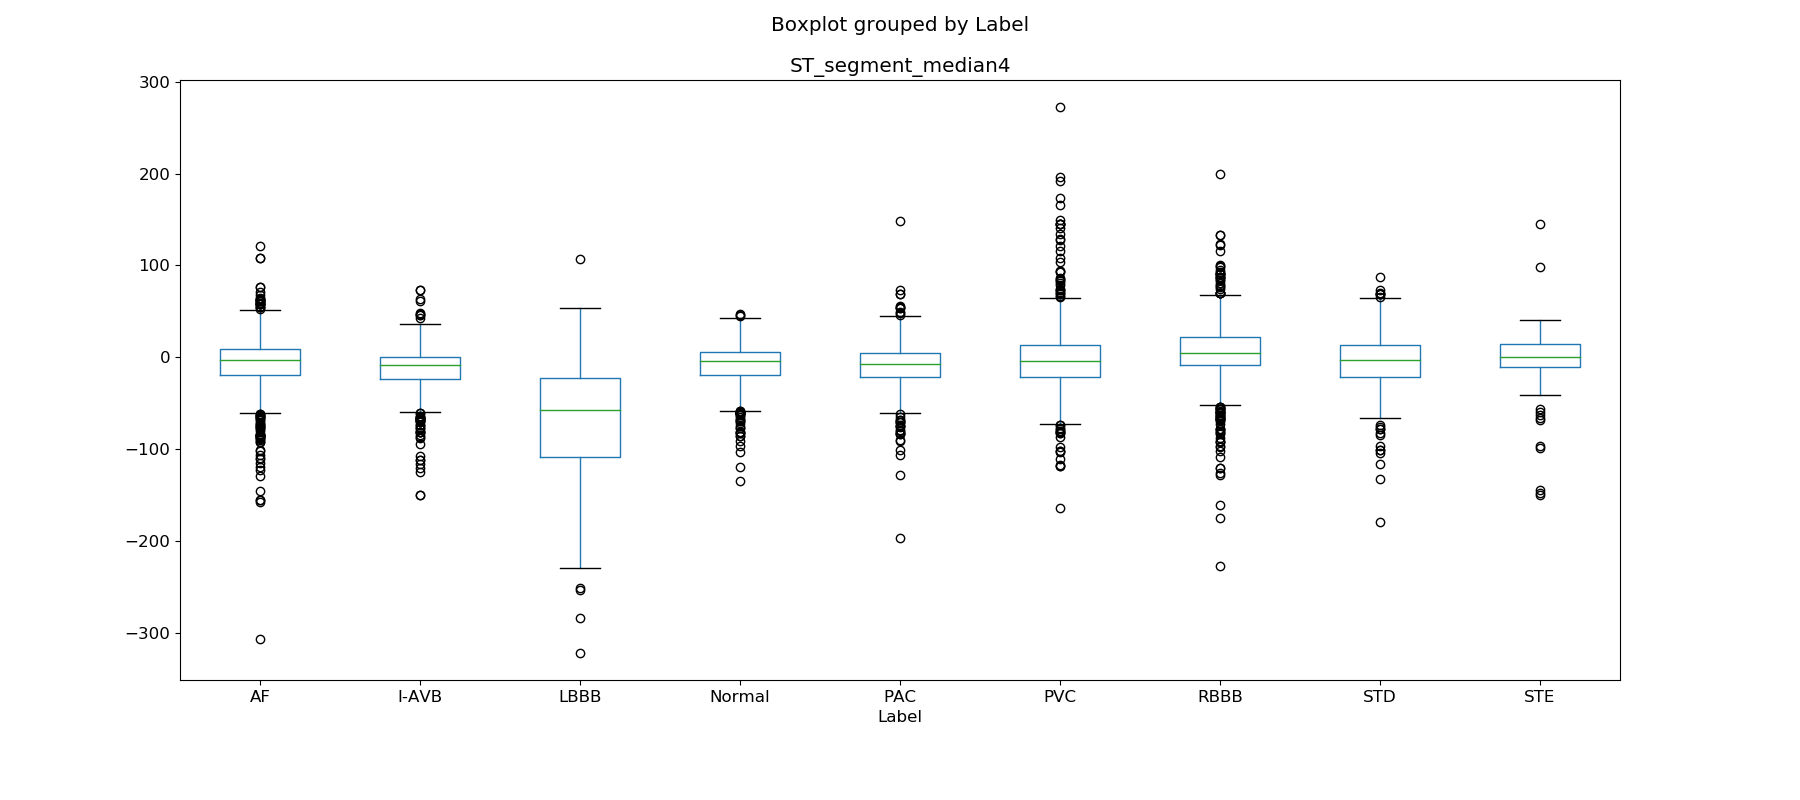 Boxplot grouped by Label
ST_segment_median4
300
200
100
0
−100
−200
−300
AF I-AVB LBBB Normal PAC PVC RBBB STD STE
Label